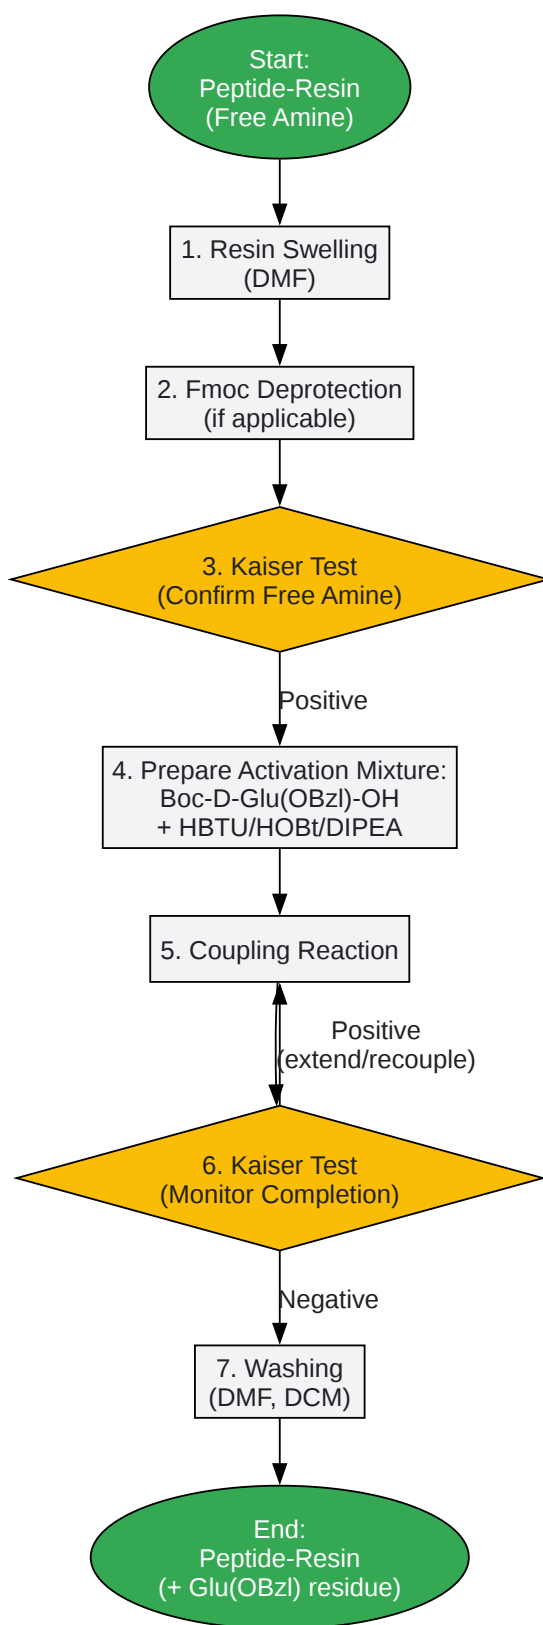 Start:
Peptide-Resin
(Free Amine)
1. Resin Swelling
(DMF)
2. Fmoc Deprotection
(if applicable)
3. Kaiser Test
(Confirm Free Amine)
Positive
4. Prepare Activation Mixture:
Boc-D-Glu(OBzl)-OH
+ HBTU/HOBt/DIPEA
5. Coupling Reaction
Positive
(extend/recouple)
6. Kaiser Test
(Monitor Completion)
Negative
7. Washing
(DMF, DCM)
End:
Peptide-Resin
(+ Glu(OBzl) residue)